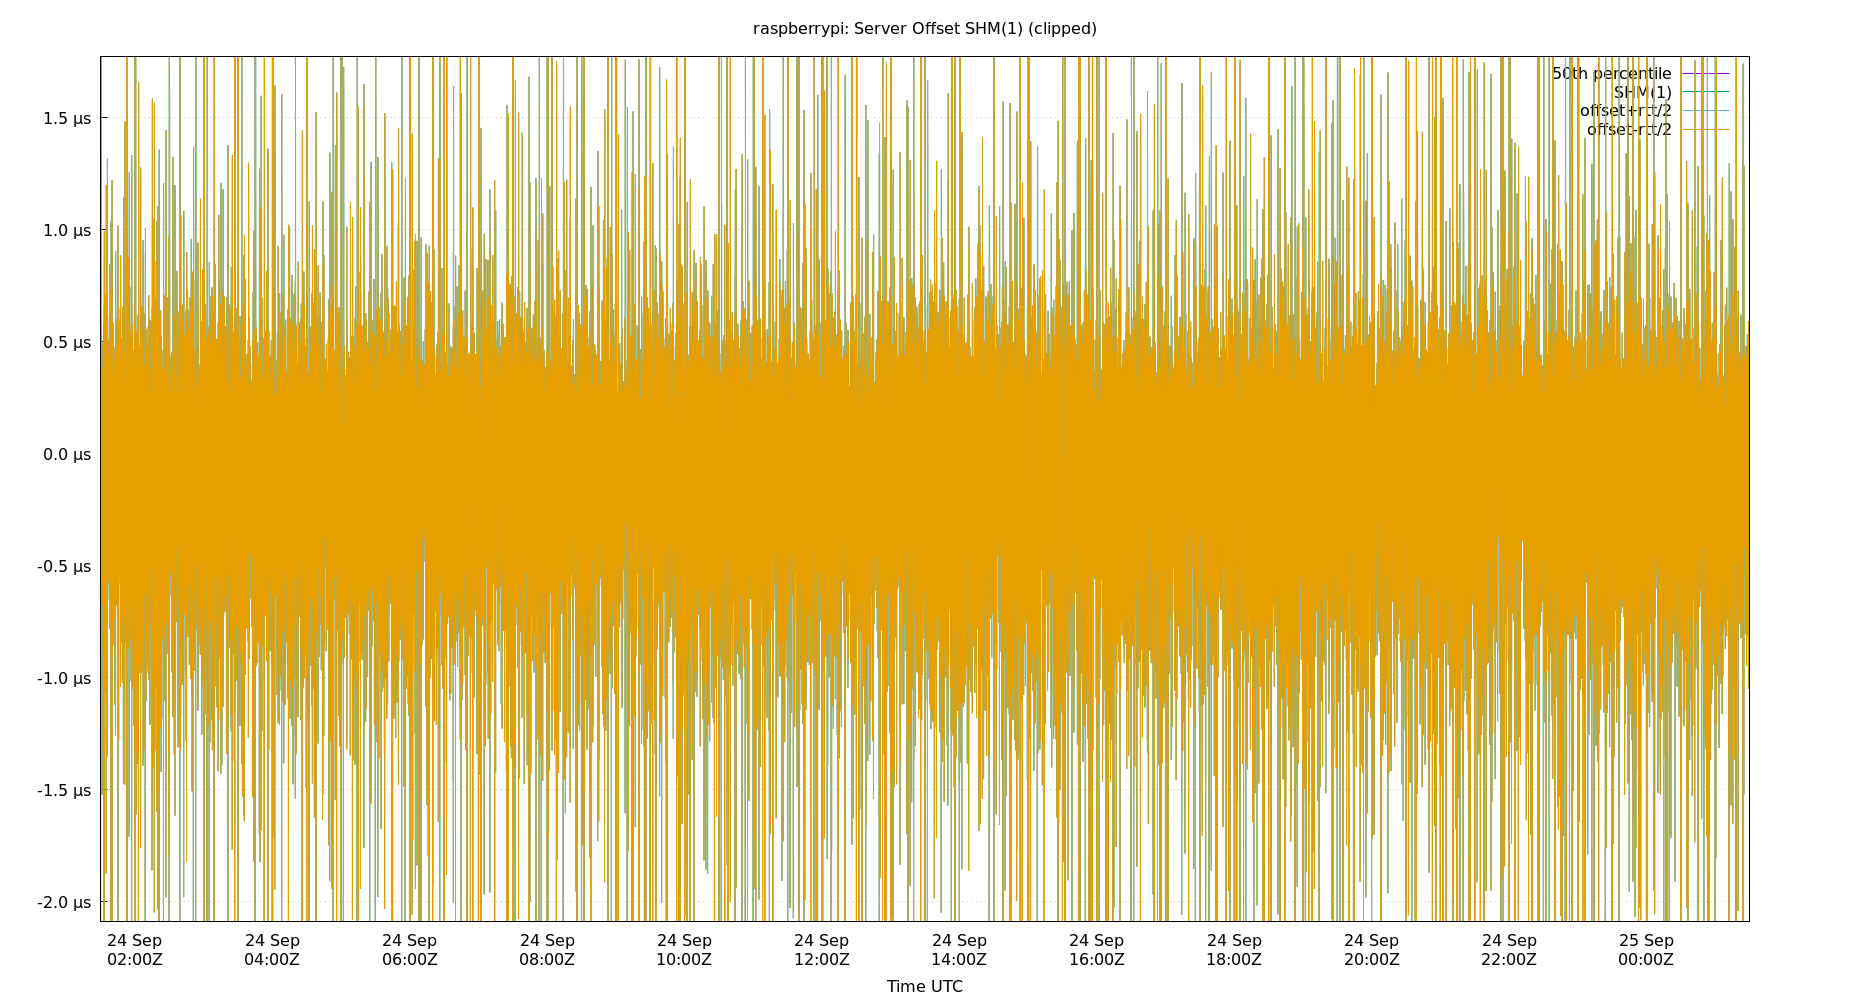 raspberrypi: Server Offset SHM(1) (clipped)
50th percentile
SHM(1)
offset+rtt/2
offset-rtt/2
1.5 µs
1.0 µs
0.5 µs
0.0 µs
-0.5 µs
-1.0 µs
-1.5 µs
-2.0 µs
24 Sep 24 Sep 24 Sep 24 Sep 24 Sep 24 Sep 24 Sep 24 Sep 24 Sep 24 Sep 24 Sep 25 Sep
02:00Z 04:00Z 06:00Z 08:00Z 10:00Z 12:00Z 14:00Z 16:00Z 18:00Z 20:00Z 22:00Z 00:00Z
Time UTC